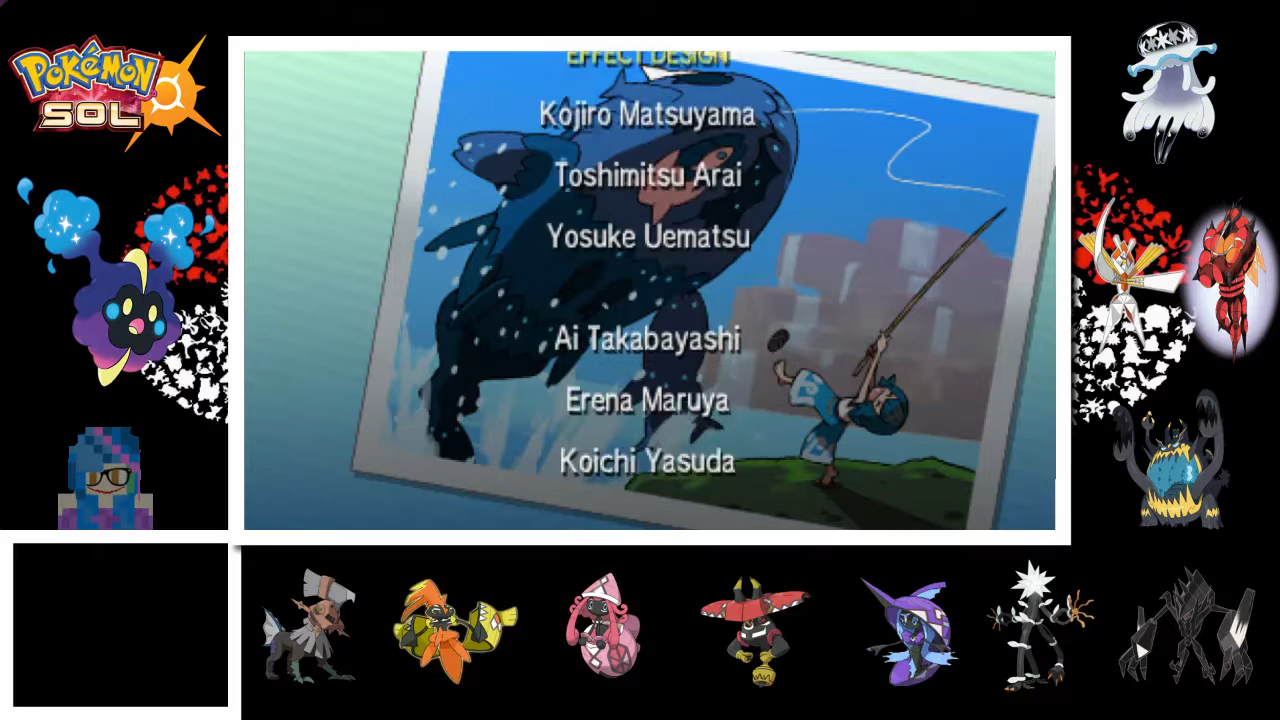 POKÉMON
SOL
EFFECT DESIGN
Kojiro Matsuyama
Toshimitsu Arai
Yosuke Uematsu
Ai Takabayashi
Erena Maruya
Koichi Yasuda